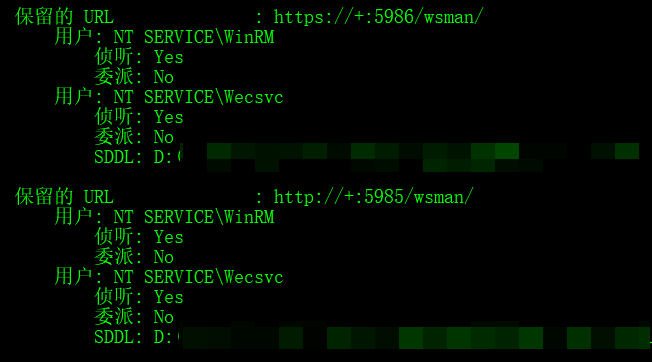 保留的 URL : https://+:5986/wsman/
用户: NT SERVICE\WinRM
侦听: Yes
委派: No
用户: NT SERVICE\Wecsvc
侦听: Yes
委派: No
SDDL: D:(
保留的 URL : http://+:5985/wsman/
用户: NT SERVICE\WinRM
侦听: Yes
委派: No
用户: NT SERVICE\Wecsvc
侦听: Yes
委派: No
SDDL: D:(